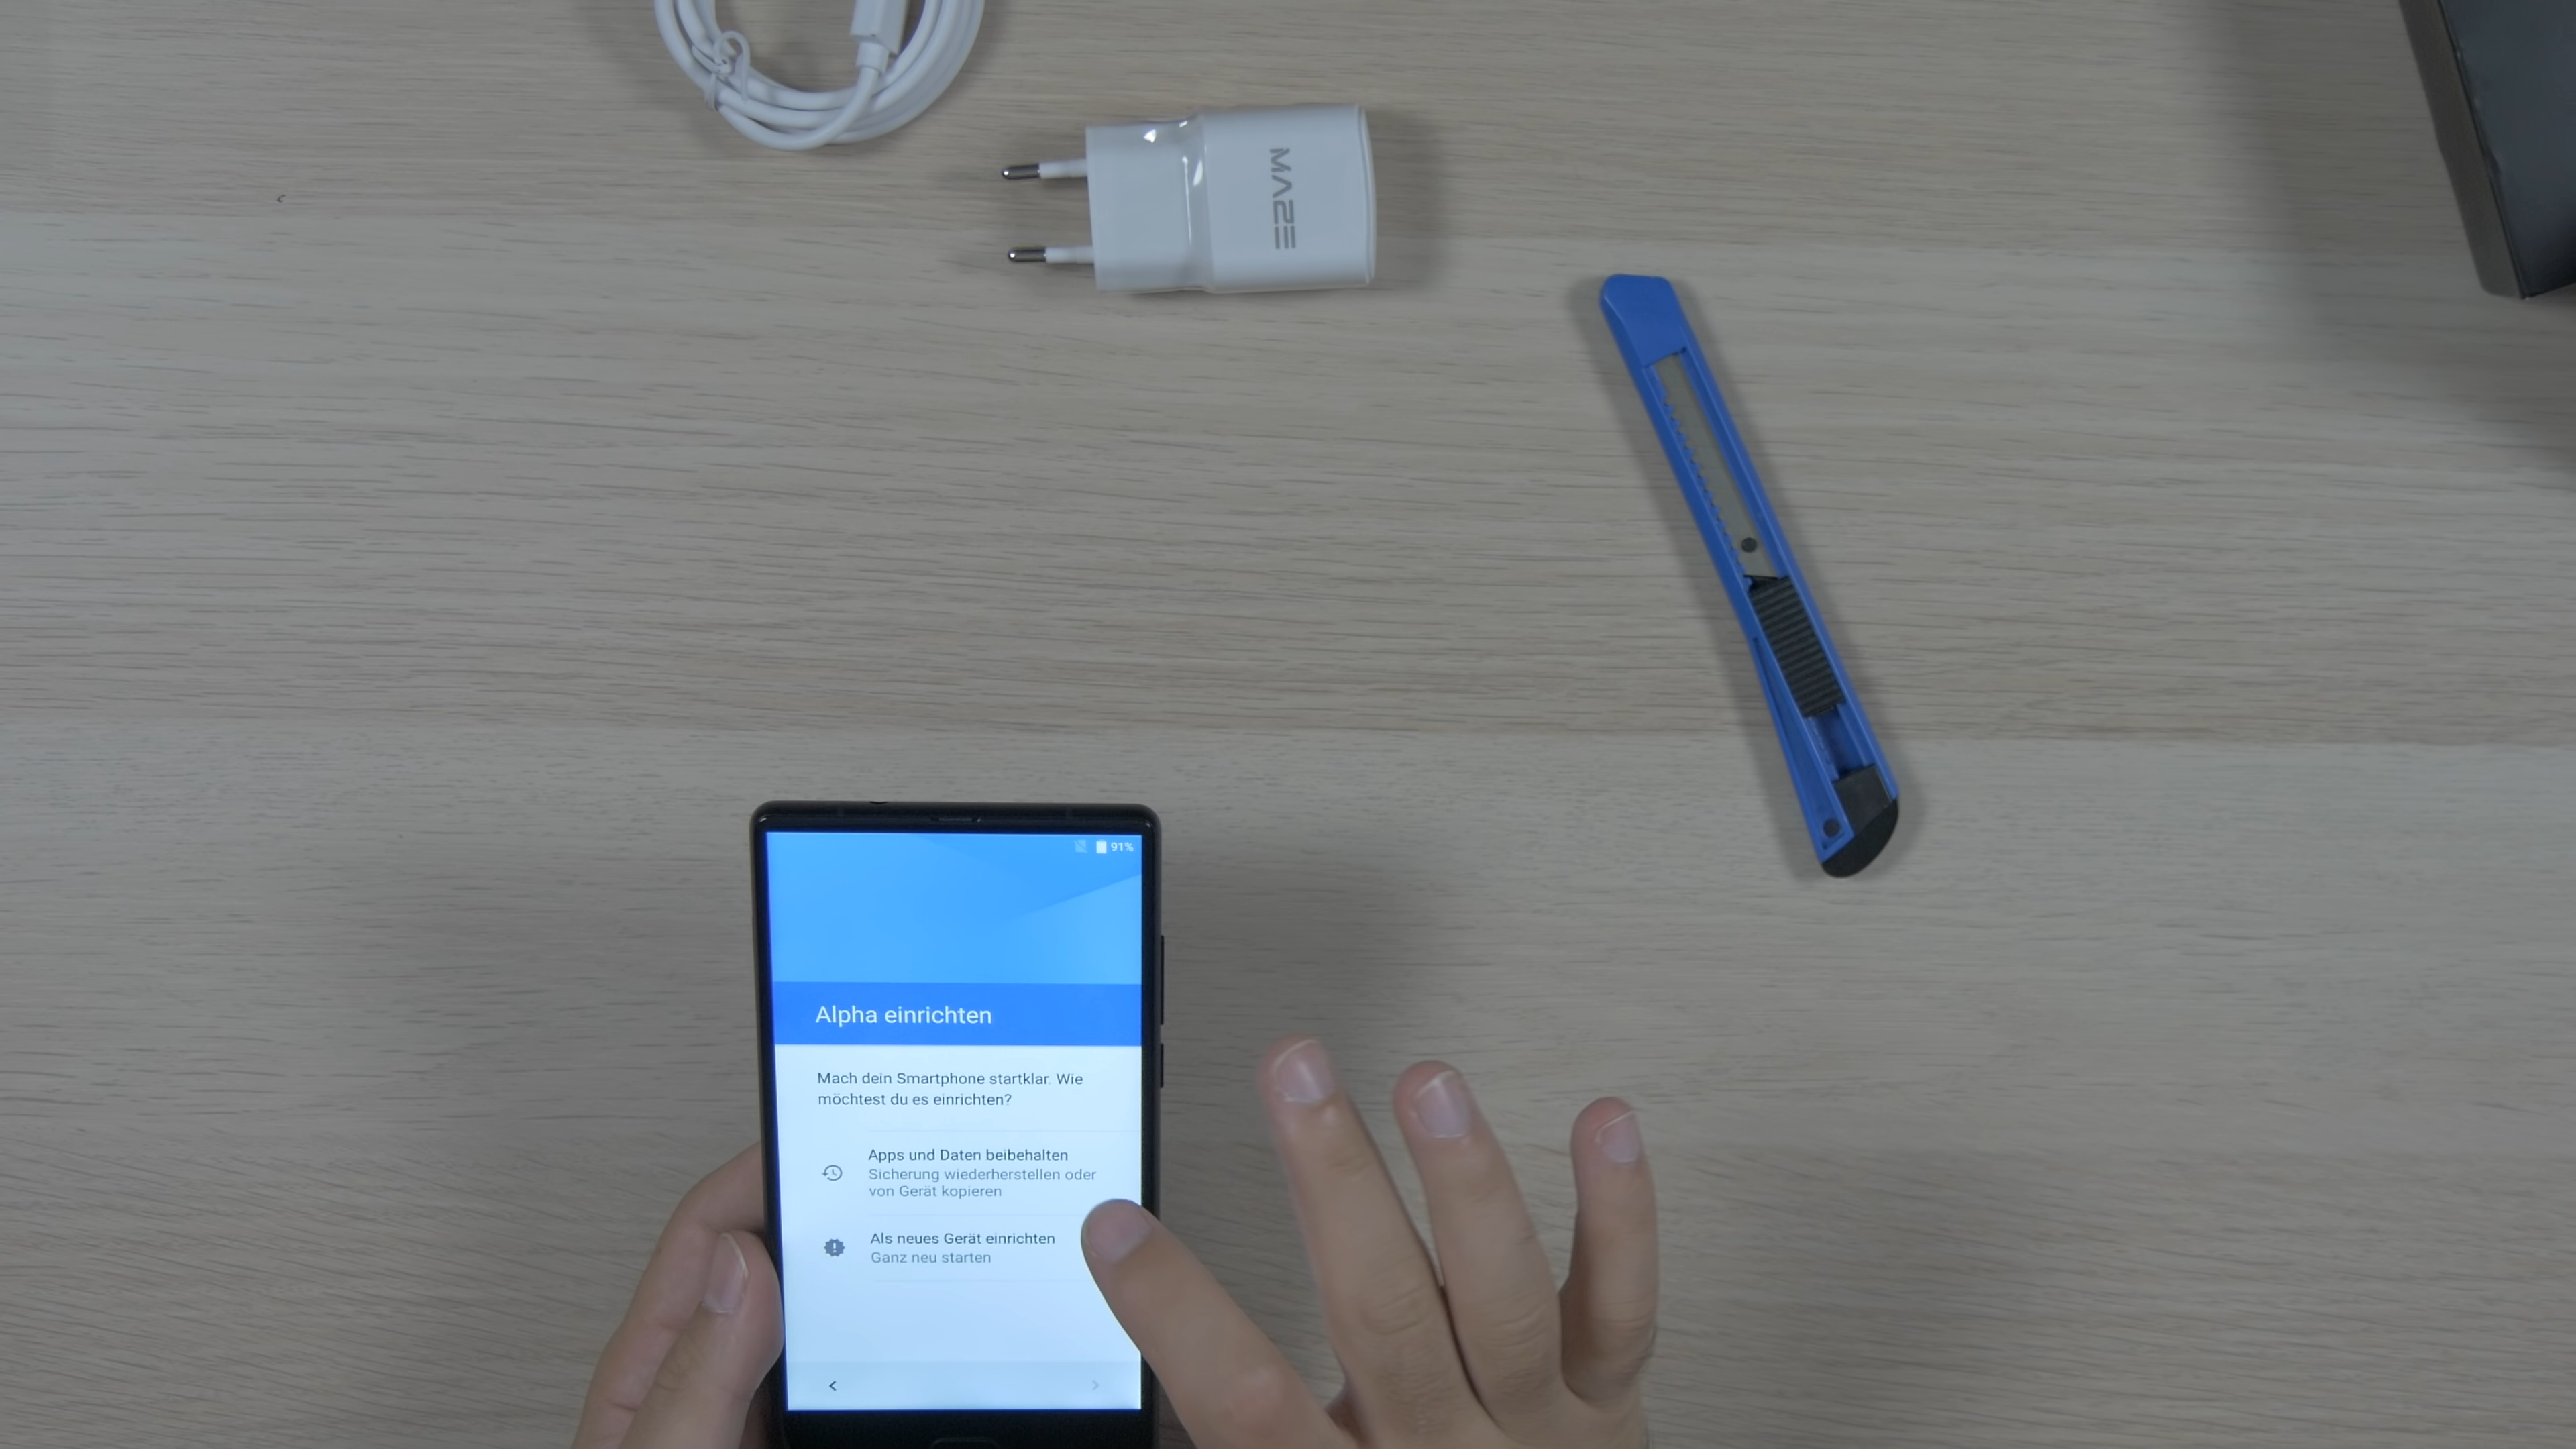 MAZE
91%
Alpha einrichten
Mach dein Smartphone startklar. Wie
möchtest du es einrichten?
Apps und Daten beibehalten
Sicherung wiederherstellen oder
von Gerät kopieren
Als neues Gerät einrichten
Ganz neu starten